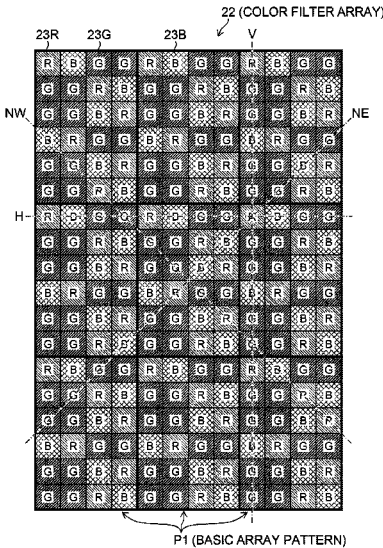 22 (COLOR FILTER ARRAY)
23R 23G 23B V
R B G G R B G G R B G G
G G R B G G R B G G R B
NW G G B R G G B R G G B R NE
B R G G B R G G B R G G
G G B R G G B R G G B R
G G R B G G R B G G R B
H R B G G R B G G R B G G
G G R B G G R B G G R B
G G B R G G B R G G B R
B R G G B R G G B R G G
G G B R G G B R G G B R
G G R B G G R B G G R B
R B G G R B G G R B G G
G G R B G G R B G G R B
G G B R G G B R G G B R
B R G G B R G G B R G G
G G B R G G B R G G B R
G G R B G G R B G G R B
P1 (BASIC ARRAY PATTERN)